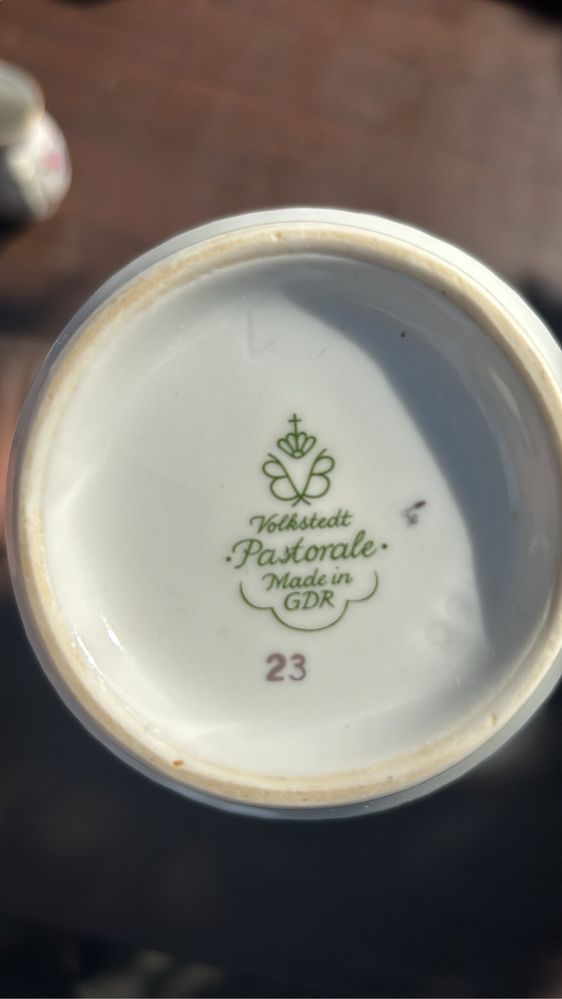 Volkstedt
·Pastorale·
Made in
GDR
23